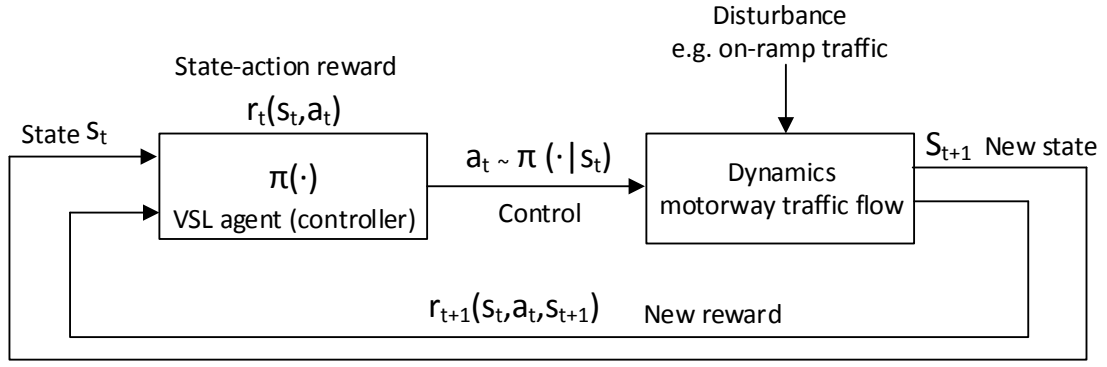 Disturbance
e.g. on-ramp traffic
State-action reward
rₜ(sₜ,aₜ)
State sₜ
π(·)
VSL agent (controller)
aₜ ~ π (·|sₜ)
Control
Dynamics
motorway traffic flow
Sₜ₊₁ New state
rₜ₊₁(sₜ,aₜ,sₜ₊₁) New reward